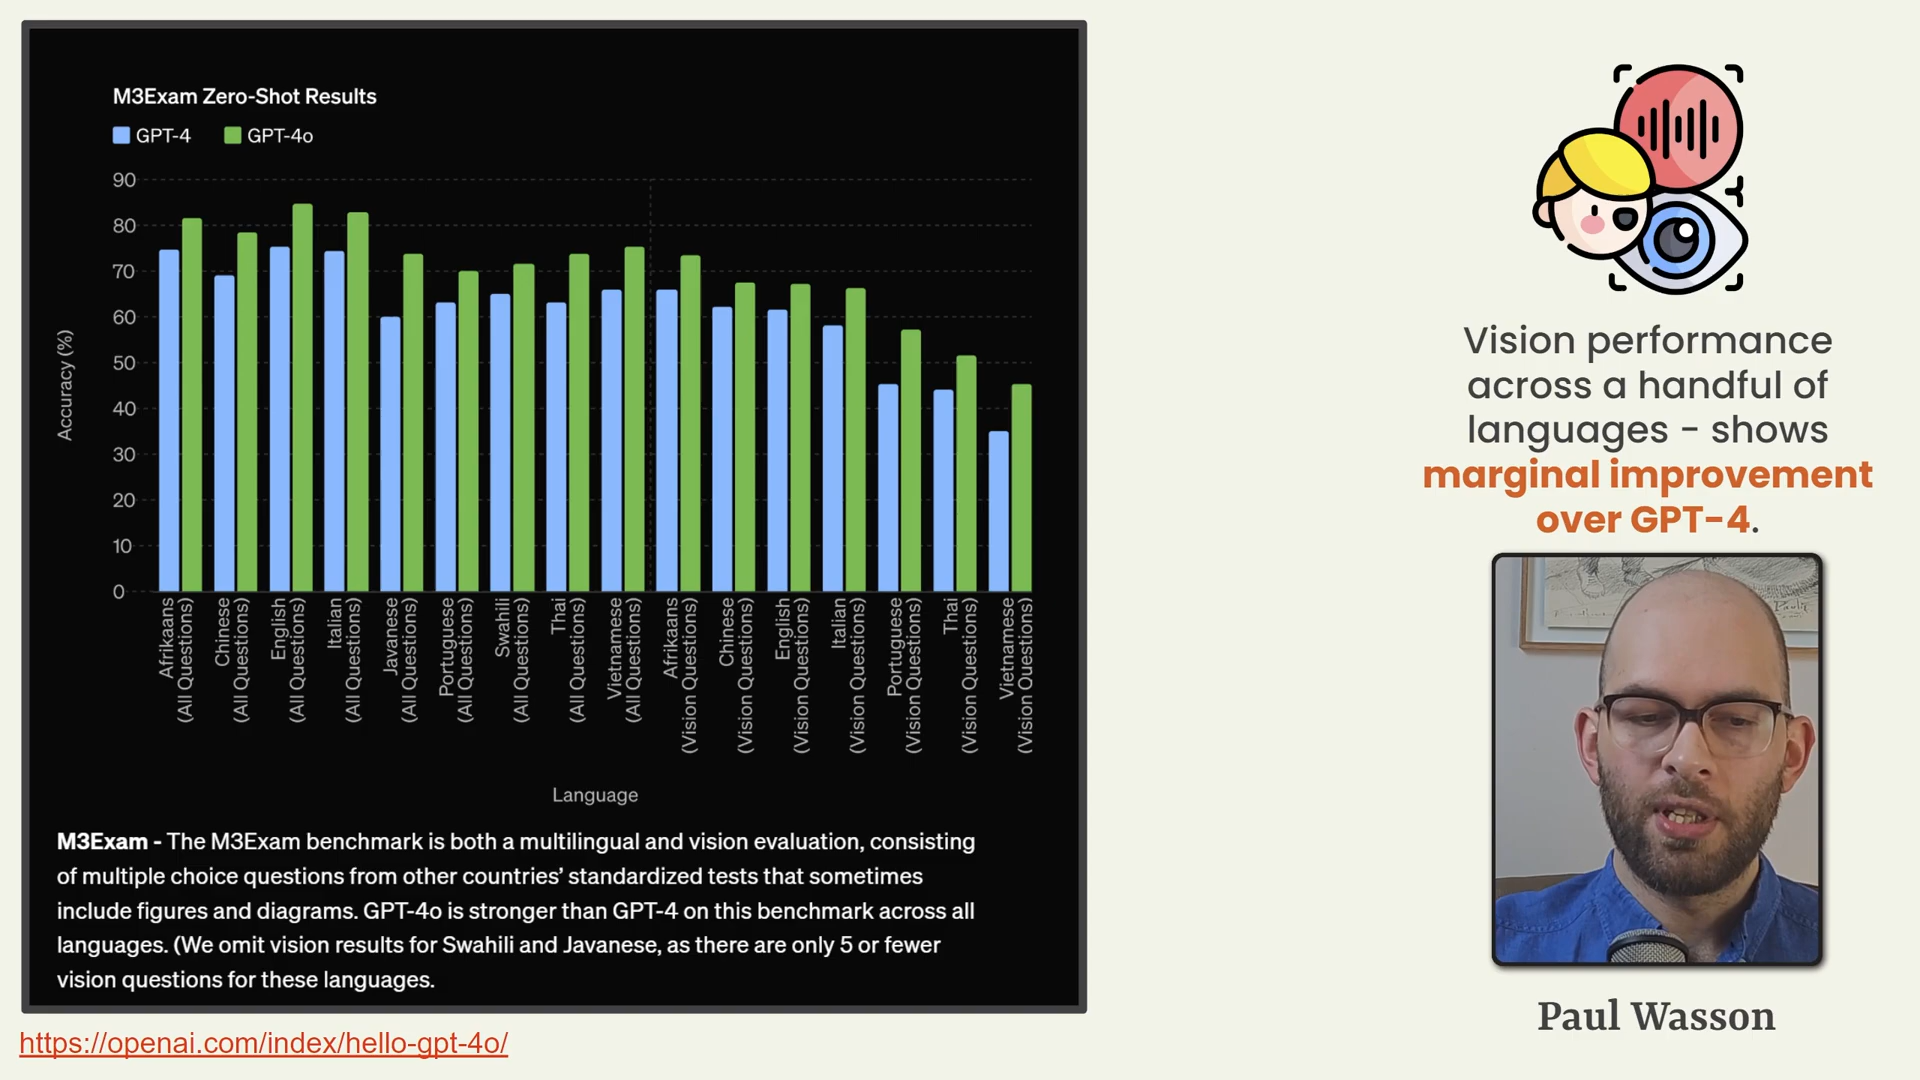 M3Exam Zero-Shot Results
GPT-4 GPT-4o
90
80
70
60
50
40
30
20
10
0
Accuracy (%)
Afrikaans (All Questions)
Chinese (All Questions)
English (All Questions)
Italian (All Questions)
Javanese (All Questions)
Portuguese (All Questions)
Swahili (All Questions)
Thai (All Questions)
Vietnamese (All Questions)
Afrikaans (Vision Questions)
Chinese (Vision Questions)
English (Vision Questions)
Italian (Vision Questions)
Portuguese (Vision Questions)
Thai (Vision Questions)
Vietnamese (Vision Questions)
Language
M3Exam - The M3Exam benchmark is both a multilingual and vision evaluation, consisting
of multiple choice questions from other countries’ standardized tests that sometimes
include figures and diagrams. GPT-4o is stronger than GPT-4 on this benchmark across all
languages. (We omit vision results for Swahili and Javanese, as there are only 5 or fewer
vision questions for these languages.
https://openai.com/index/hello-gpt-4o/
Vision performance
across a handful of
languages - shows
marginal improvement
over GPT-4.
Paul Wasson